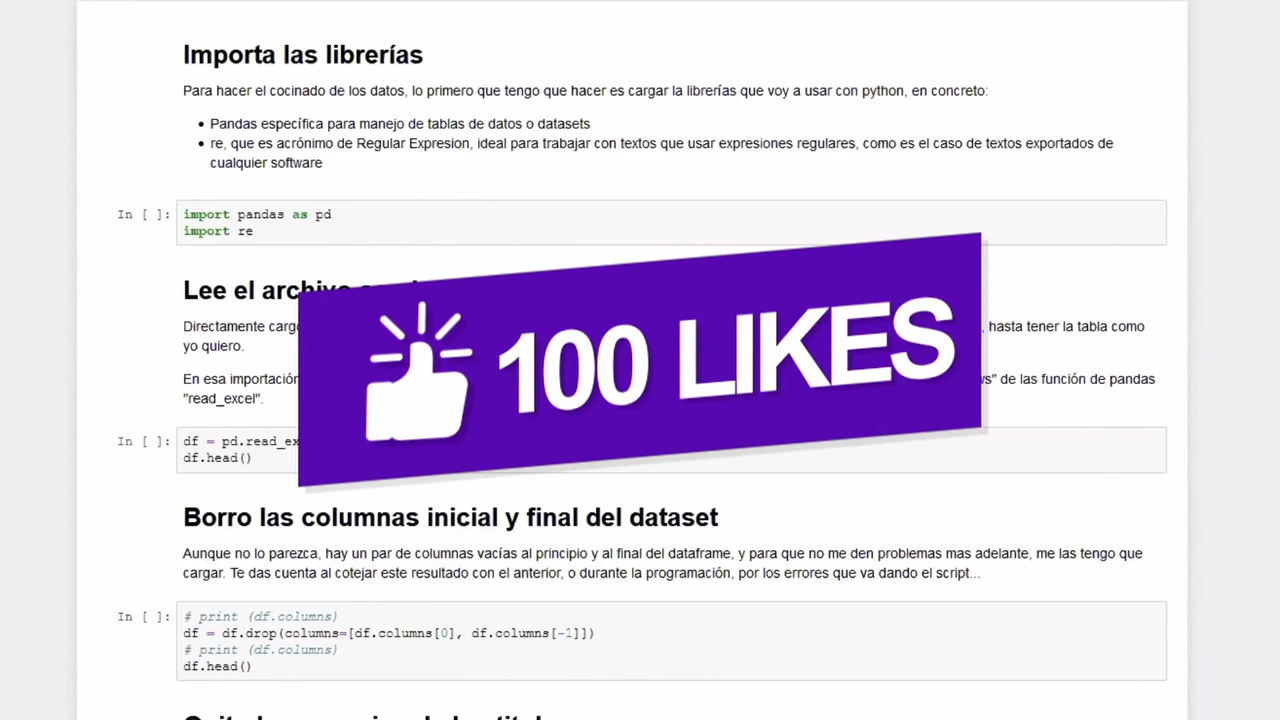 Importa las librerías
Para hacer el cocinado de los datos, lo primero que tengo que hacer es cargar la librerías que voy a usar con python, en concreto:
• Pandas específica para manejo de tablas de datos o datasets
• re, que es acrónimo de Regular Expresion, ideal para trabajar con textos que usar expresiones regulares, como es el caso de textos exportados de
cualquier software
In [ ]: import pandas as pd
import re
Lee el archivo
Directamente , hasta tener la tabla como
yo quiero.
100 LIKES
En esa importación de las función de pandas
"read_excel".
In [ ]: df =
df.head()
Borro las columnas inicial y final del dataset
Aunque no lo parezca, hay un par de columnas vacías al principio y al final del dataframe, y para que no me den problemas mas adelante, me las tengo que
cargar. Te das cuenta al cotejar este resultado con el anterior, o durante la programación, por los errores que va dando el script...
In [ ]: # print (df.columns)
df = df.drop(columns=[df.columns[0], df.columns[-1]])
# print (df.columns)
df.head()